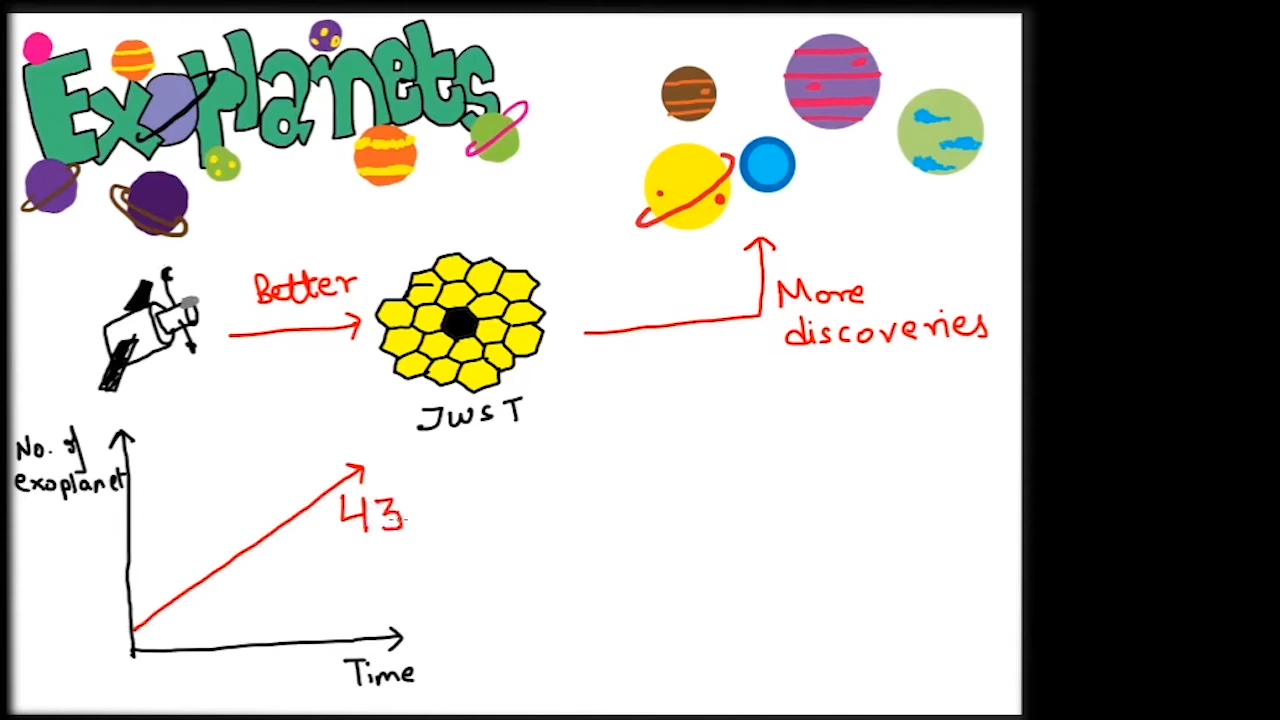 Exoplanets
Better
More
discoveries
JWST
No. of
exoplanet
43
Time